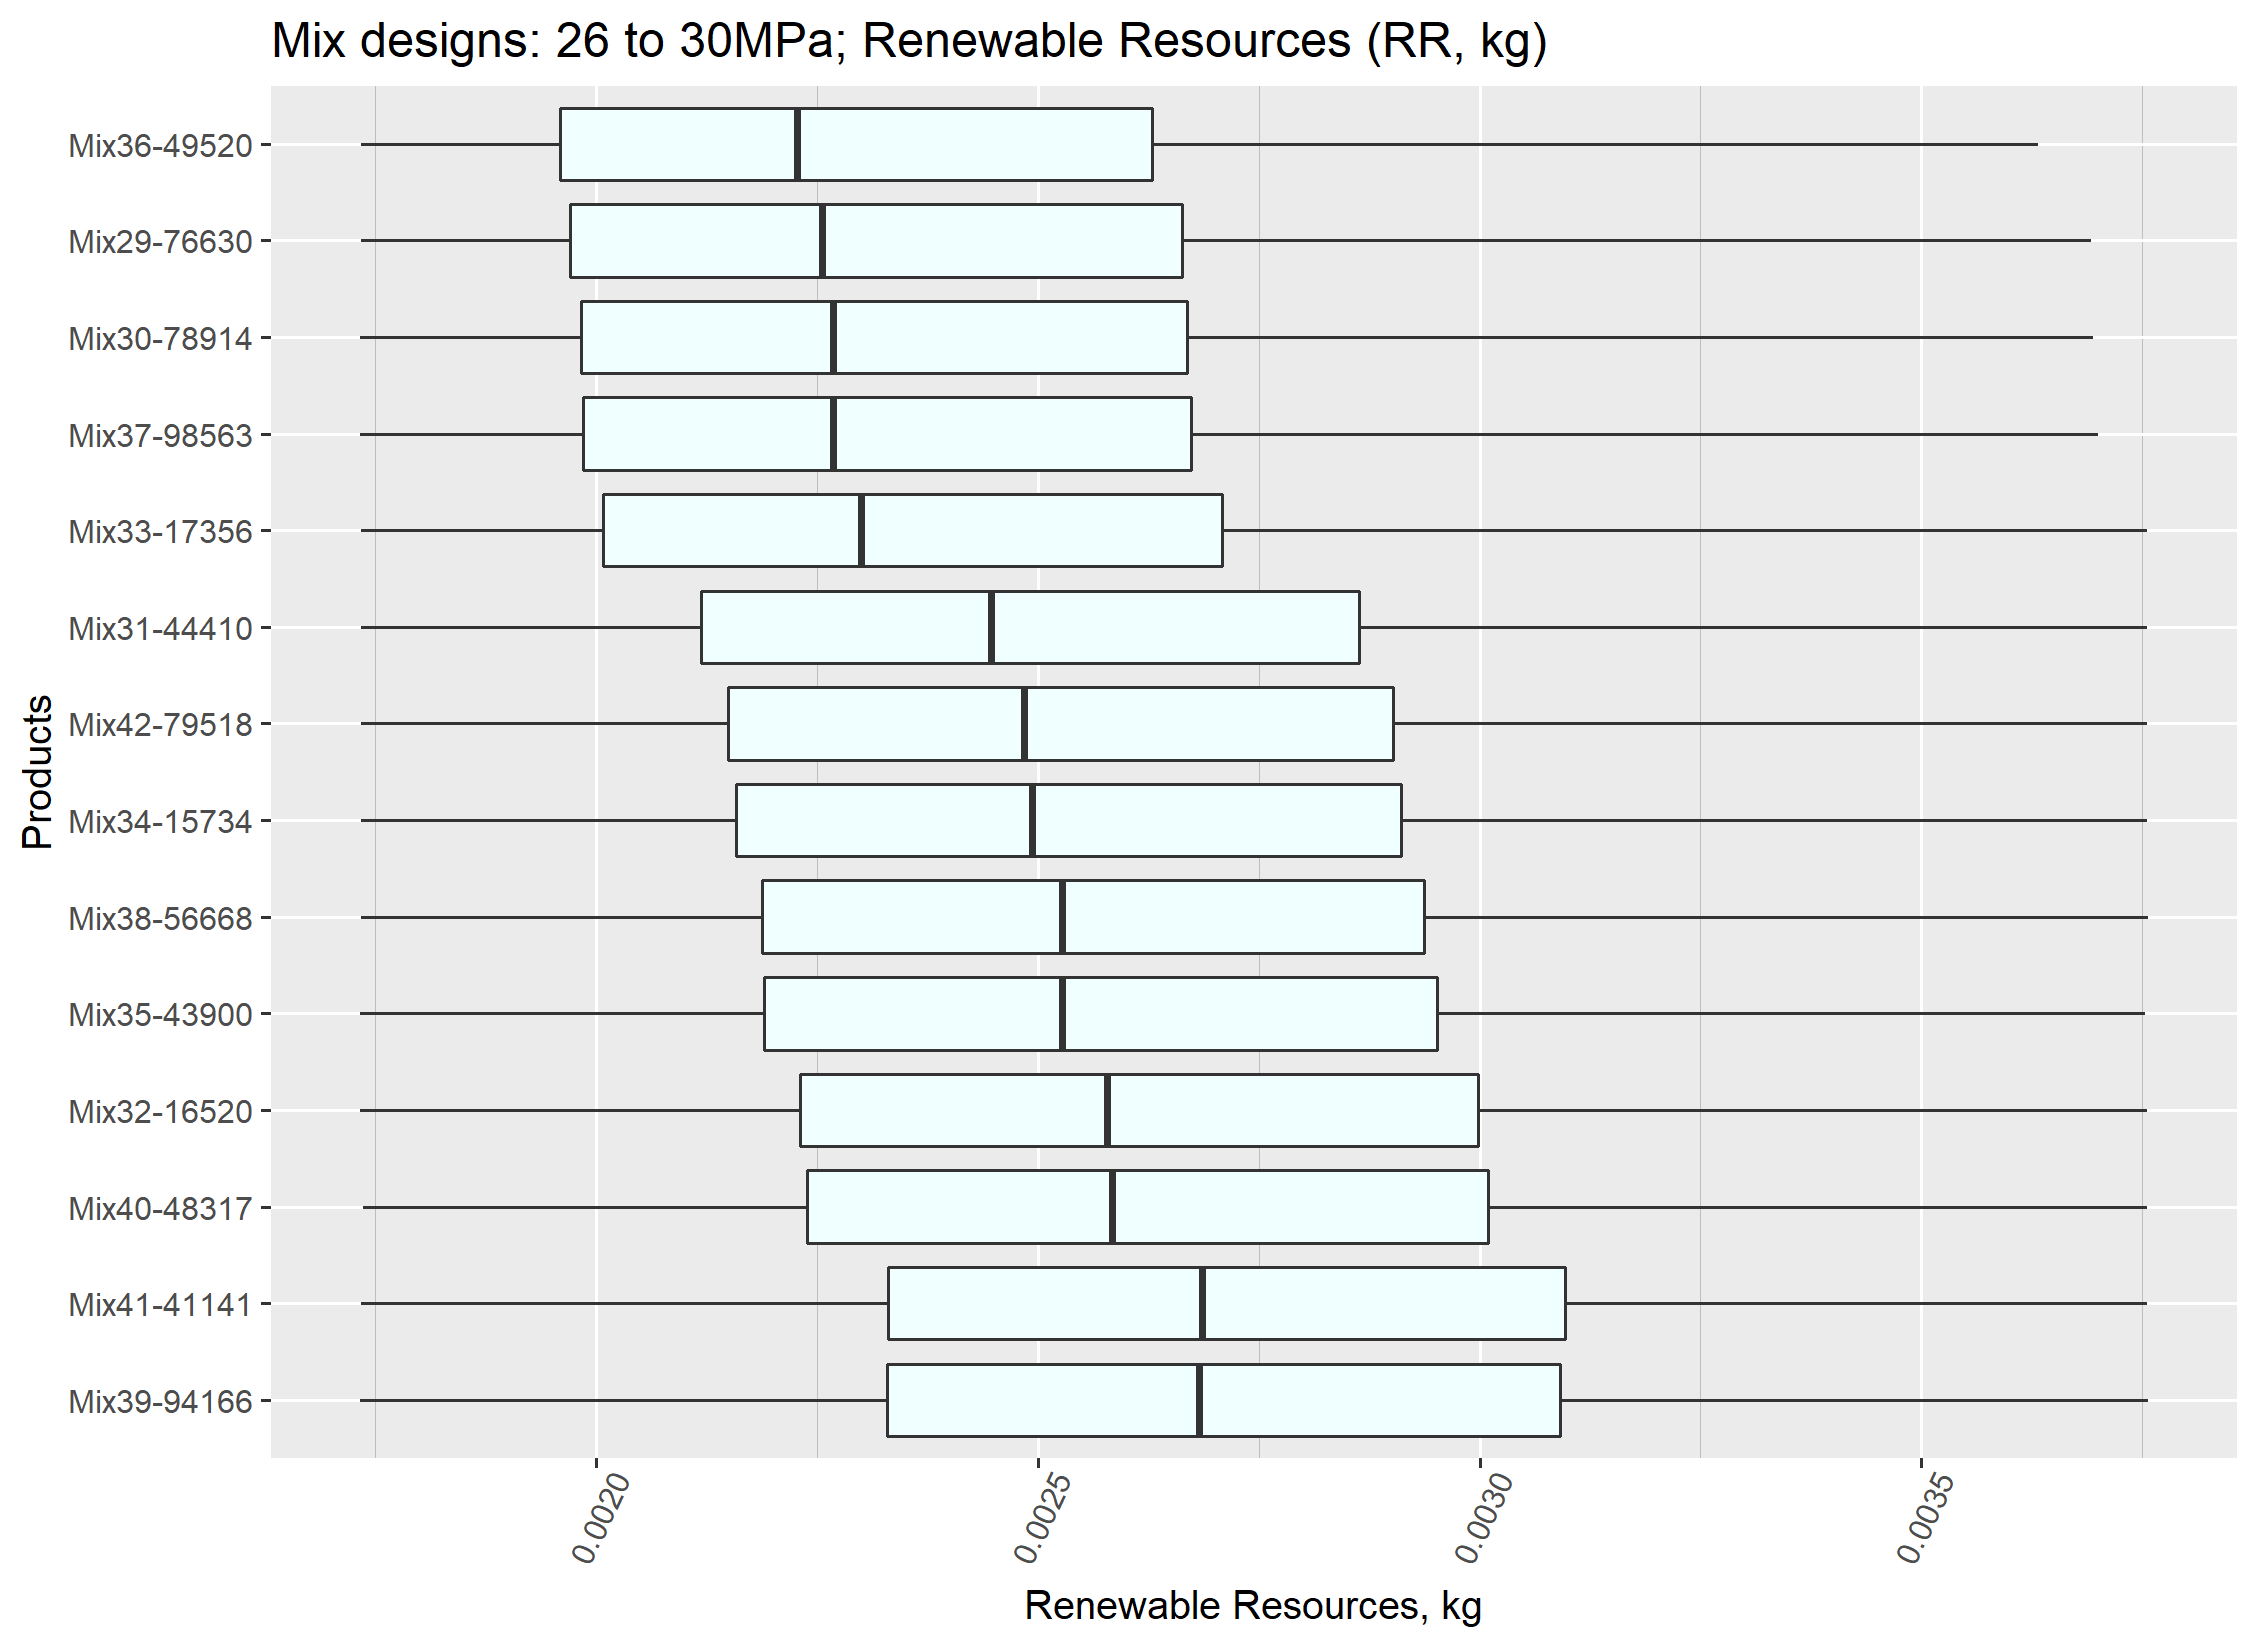 Mix designs: 26 to 30MPa; Renewable Resources (RR, kg)
Products
Mix36-49520
Mix29-76630
Mix30-78914
Mix37-98563
Mix33-17356
Mix31-44410
Mix42-79518
Mix34-15734
Mix38-56668
Mix35-43900
Mix32-16520
Mix40-48317
Mix41-41141
Mix39-94166
0.0020
0.0025
0.0030
0.0035
Renewable Resources, kg